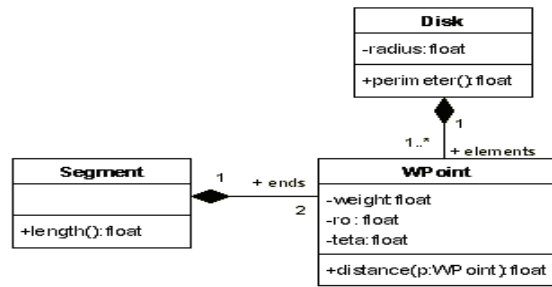 Disk
-radius:float
+perimeter():float
1
1..*
+ elements
Segment
+length():float
1
+ ends
2
WPoint
-weight:float
-ro: float
-teta:float
+distance(p:WPoint):float